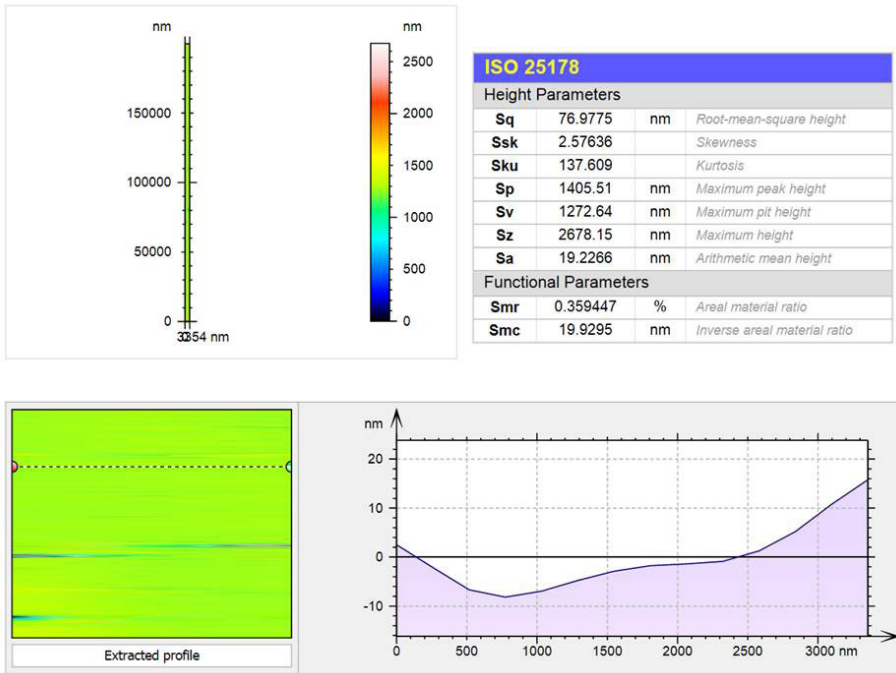 nm
150000
100000
50000
0
3354 nm
nm
2500
2000
1500
1000
500
0
ISO 25178
Height Parameters
Sq 76.9775 nm Root-mean-square height
Ssk 2.57636 Skewness
Sku 137.609 Kurtosis
Sp 1405.51 nm Maximum peak height
Sv 1272.64 nm Maximum pit height
Sz 2678.15 nm Maximum height
Sa 19.2266 nm Arithmetic mean height
Functional Parameters
Smr 0.359447 % Areal material ratio
Smc 19.9295 nm Inverse areal material ratio
Extracted profile
nm
20
10
0
-10
0 500 1000 1500 2000 2500 3000 nm